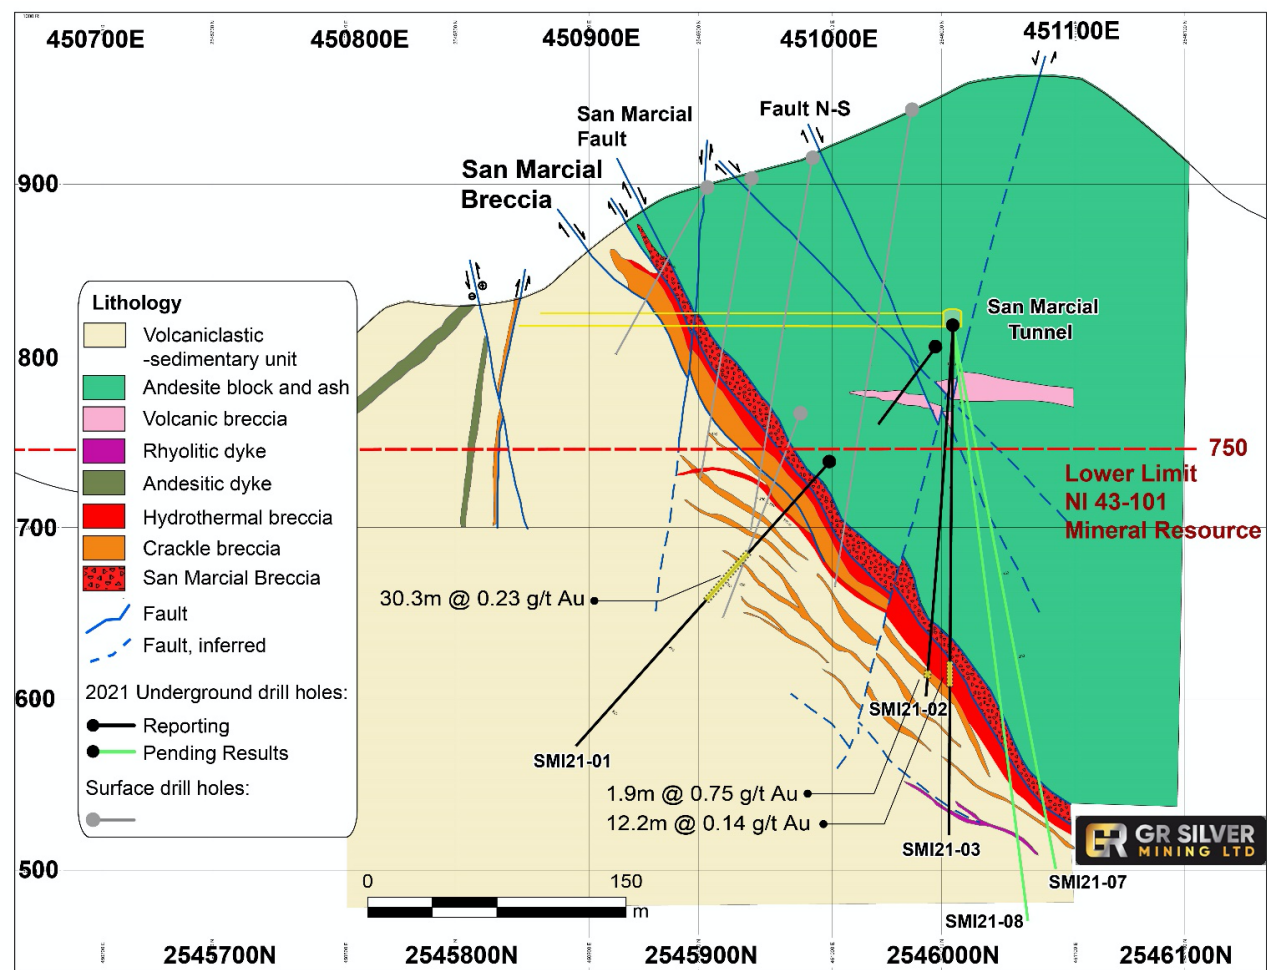 450700E
450800E
450900E
451000E
451100E
San Marcial
Fault
Fault N-S
San Marcial
Breccia
900
800
700
600
500
750
Lower Limit
NI 43-101
Mineral Resource
San Marcial
Tunnel
Lithology
Volcaniclastic
-sedimentary unit
Andesite block and ash
Volcanic breccia
Rhyolitic dyke
Andesitic dyke
Hydrothermal breccia
Crackle breccia
San Marcial Breccia
Fault
Fault, inferred
2021 Underground drill holes:
Reporting
Pending Results
Surface drill holes:
30.3m @ 0.23 g/t Au
SMI21-01
SMI21-02
1.9m @ 0.75 g/t Au
12.2m @ 0.14 g/t Au
SMI21-03
SMI21-07
SMI21-08
GR SILVER
MINING LTD
0
150
m
2545700N
2545800N
2545900N
2546000N
2546100N